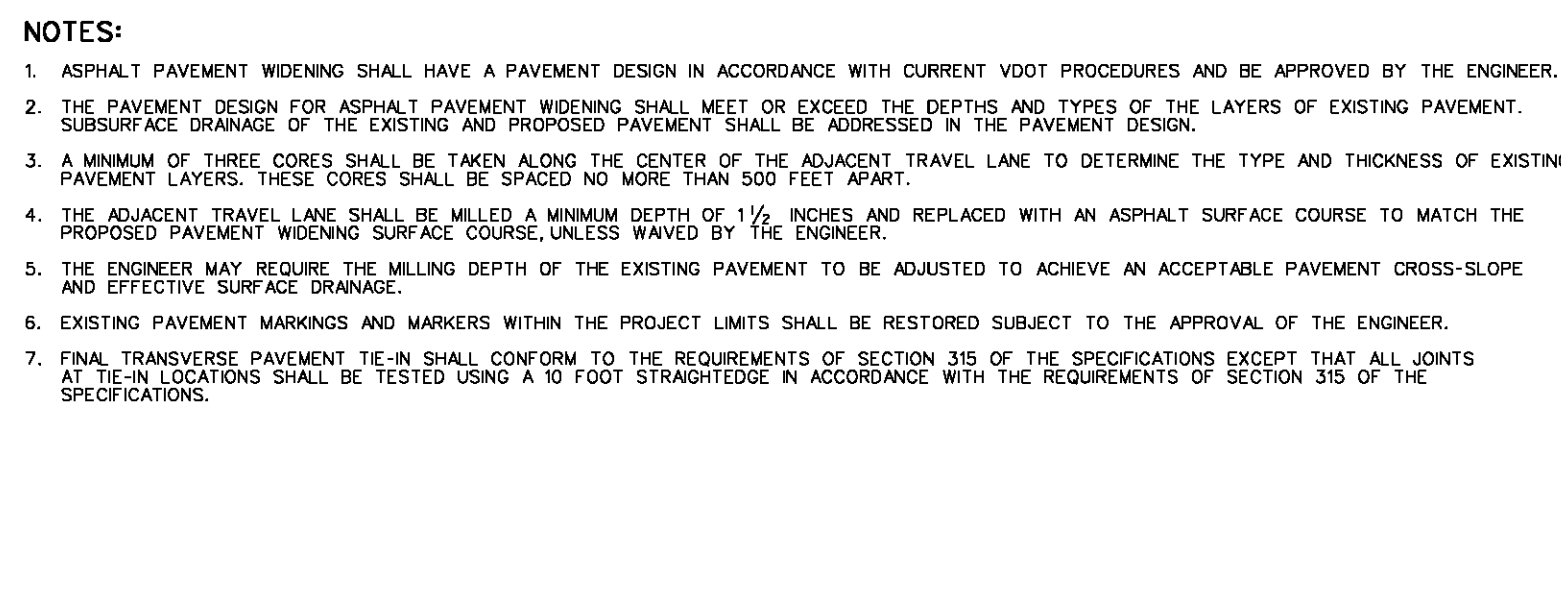 NOTES:
1. ASPHALT PAVEMENT WIDENING SHALL HAVE A PAVEMENT DESIGN IN ACCORDANCE WITH CURRENT VDOT PROCEDURES AND BE APPROVED BY THE ENGINEER.
2. THE PAVEMENT DESIGN FOR ASPHALT PAVEMENT WIDENING SHALL MEET OR EXCEED THE DEPTHS AND TYPES OF THE LAYERS OF EXISTING PAVEMENT.
SUBSURFACE DRAINAGE OF THE EXISTING AND PROPOSED PAVEMENT SHALL BE ADDRESSED IN THE PAVEMENT DESIGN.
3. A MINIMUM OF THREE CORES SHALL BE TAKEN ALONG THE CENTER OF THE ADJACENT TRAVEL LANE TO DETERMINE THE TYPE AND THICKNESS OF EXISTIN
PAVEMENT LAYERS. THESE CORES SHALL BE SPACED NO MORE THAN 500 FEET APART.
4. THE ADJACENT TRAVEL LANE SHALL BE MILLED A MINIMUM DEPTH OF 1 1/2 INCHES AND REPLACED WITH AN ASPHALT SURFACE COURSE TO MATCH THE
PROPOSED PAVEMENT WIDENING SURFACE COURSE, UNLESS WAIVED BY THE ENGINEER.
5. THE ENGINEER MAY REQUIRE THE MILLING DEPTH OF THE EXISTING PAVEMENT TO BE ADJUSTED TO ACHIEVE AN ACCEPTABLE PAVEMENT CROSS-SLOPE
AND EFFECTIVE SURFACE DRAINAGE.
6. EXISTING PAVEMENT MARKINGS AND MARKERS WITHIN THE PROJECT LIMITS SHALL BE RESTORED SUBJECT TO THE APPROVAL OF THE ENGINEER.
7. FINAL TRANSVERSE PAVEMENT TIE-IN SHALL CONFORM TO THE REQUIREMENTS OF SECTION 315 OF THE SPECIFICATIONS EXCEPT THAT ALL JOINTS
AT TIE-IN LOCATIONS SHALL BE TESTED USING A 10 FOOT STRAIGHTEDGE IN ACCORDANCE WITH THE REQUIREMENTS OF SECTION 315 OF THE
SPECIFICATIONS.